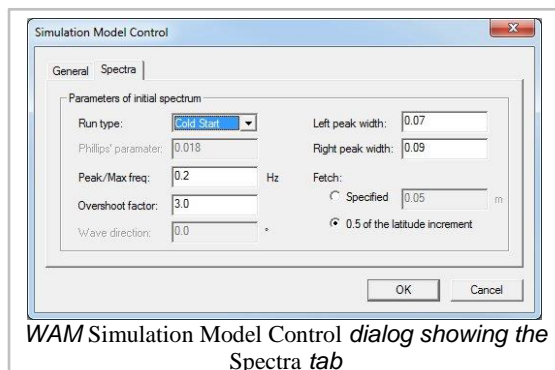 Simulation Model Control
General Spectra
Parameters of initial spectrum
Run type: Cold Start Left peak width: 0.07
Phillips' paramater: 0.018 Right peak width: 0.09
Peak/Max freq: 0.2 Hz Fetch:
Overshoot factor: 3.0 Specified 0.05 m
Wave direction: 0.0 ° 0.5 of the latitude increment
OK Cancel
WAM Simulation Model Control dialog showing the
Spectra tab